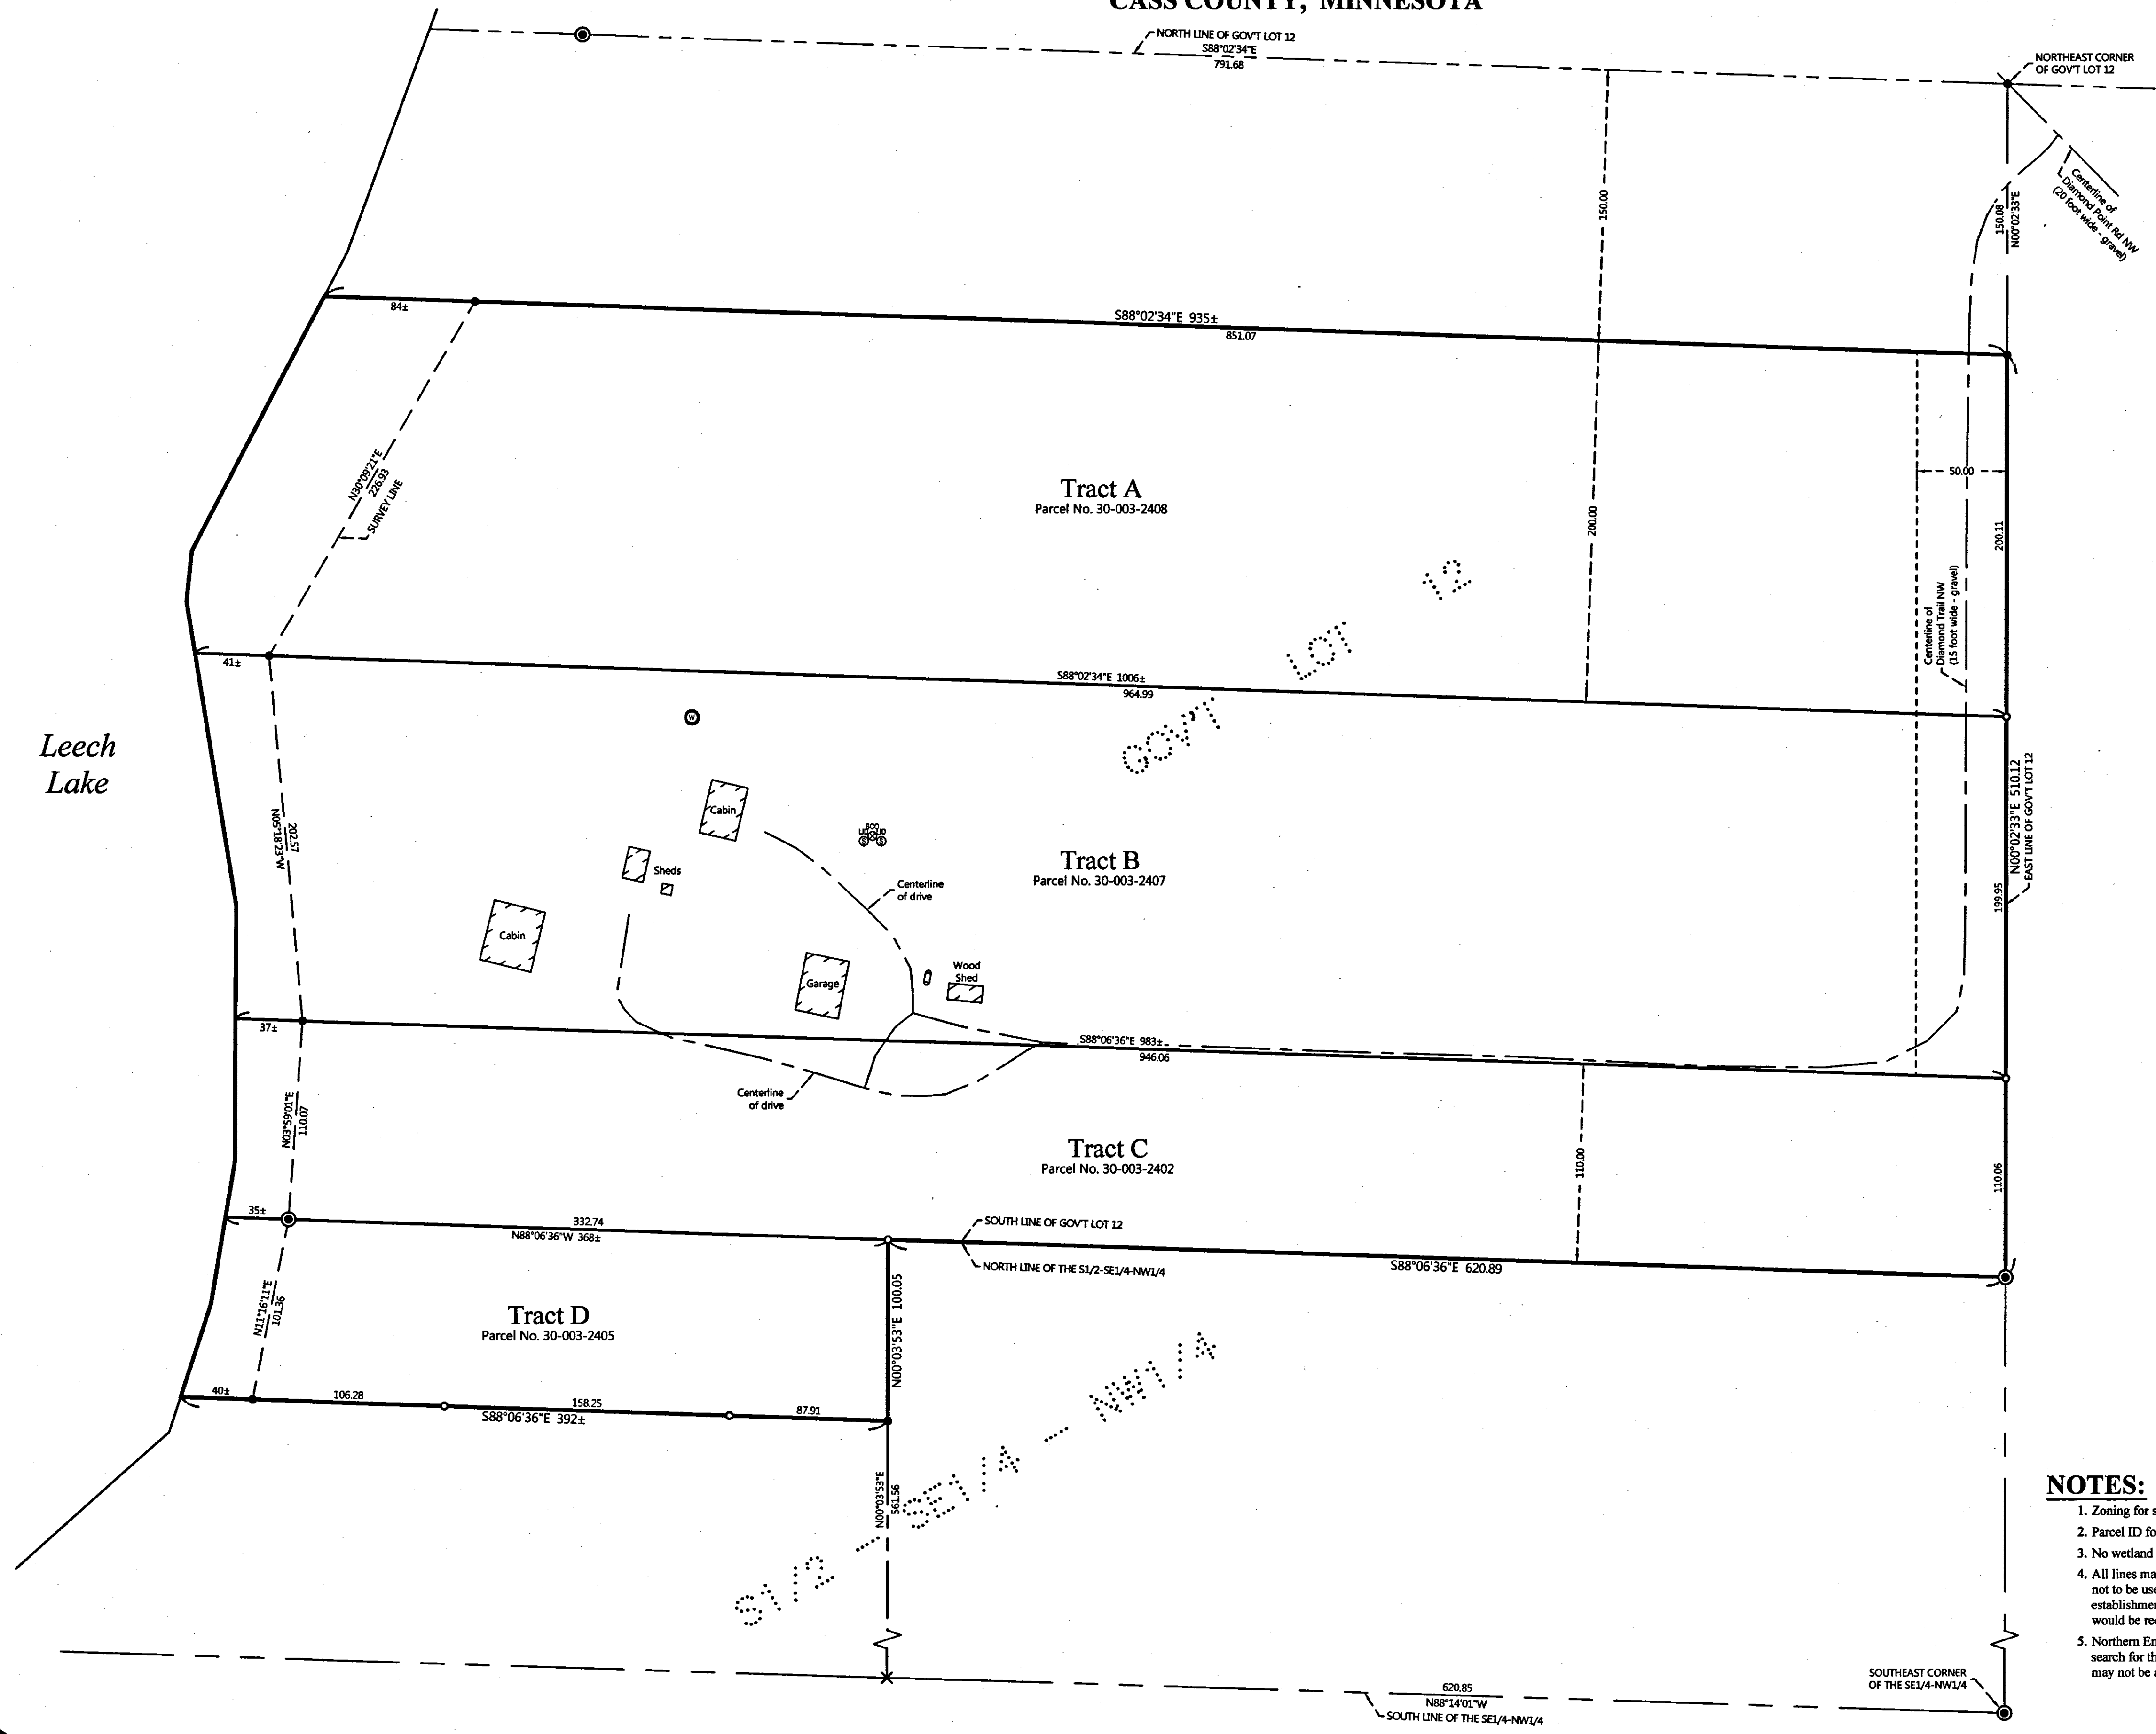 CASS COUNTY, MINNESOTA
NORTH LINE OF GOV'T LOT 12
S88°02'34"E
791.68
NORTHEAST CORNER
OF GOV'T LOT 12
Centerline of
Diamond Point Rd NW
(20 foot wide - gravel)
150.00
150.08
N00°02'33"E
84±
S88°02'34"E 935±
851.07
N30°09'21"E
226.93
SURVEY LINE
Tract A
Parcel No. 30-003-2408
200.00
50.00
200.11
Centerline of
Diamond Trail NW
(15 foot wide - gravel)
GOV'T LOT 12
41±
S88°02'34"E 1006±
964.99
W
Leech
Lake
202.57
N05°18'23"W
Cabin
Sheds
Cabin
SCO
Centerline
of drive
Tract B
Parcel No. 30-003-2407
Garage
Wood
Shed
N00°02'33"E 510.12
EAST LINE OF GOV'T LOT 12
199.95
37±
S88°06'36"E 983±
946.06
Centerline
of drive
N03°59'01"E
110.07
Tract C
Parcel No. 30-003-2402
110.00
110.06
35±
332.74
N88°06'36"W 368±
SOUTH LINE OF GOV'T LOT 12
NORTH LINE OF THE S1/2-SE1/4-NW1/4
S88°06'36"E 620.89
N11°16'11"E
101.36
Tract D
Parcel No. 30-003-2405
N00°03'53"E 100.05
40±
106.28
158.25
87.91
S88°06'36"E 392±
N00°03'53"E
561.56
S1/2 - SE1/4 - NW1/4
NOTES:
1. Zoning for s
2. Parcel ID fo
3. No wetland
4. All lines ma
not to be use
establishmen
would be re
5. Northern En
search for th
may not be a
620.85
N88°14'01"W
SOUTH LINE OF THE SE1/4-NW1/4
SOUTHEAST CORNER
OF THE SE1/4-NW1/4